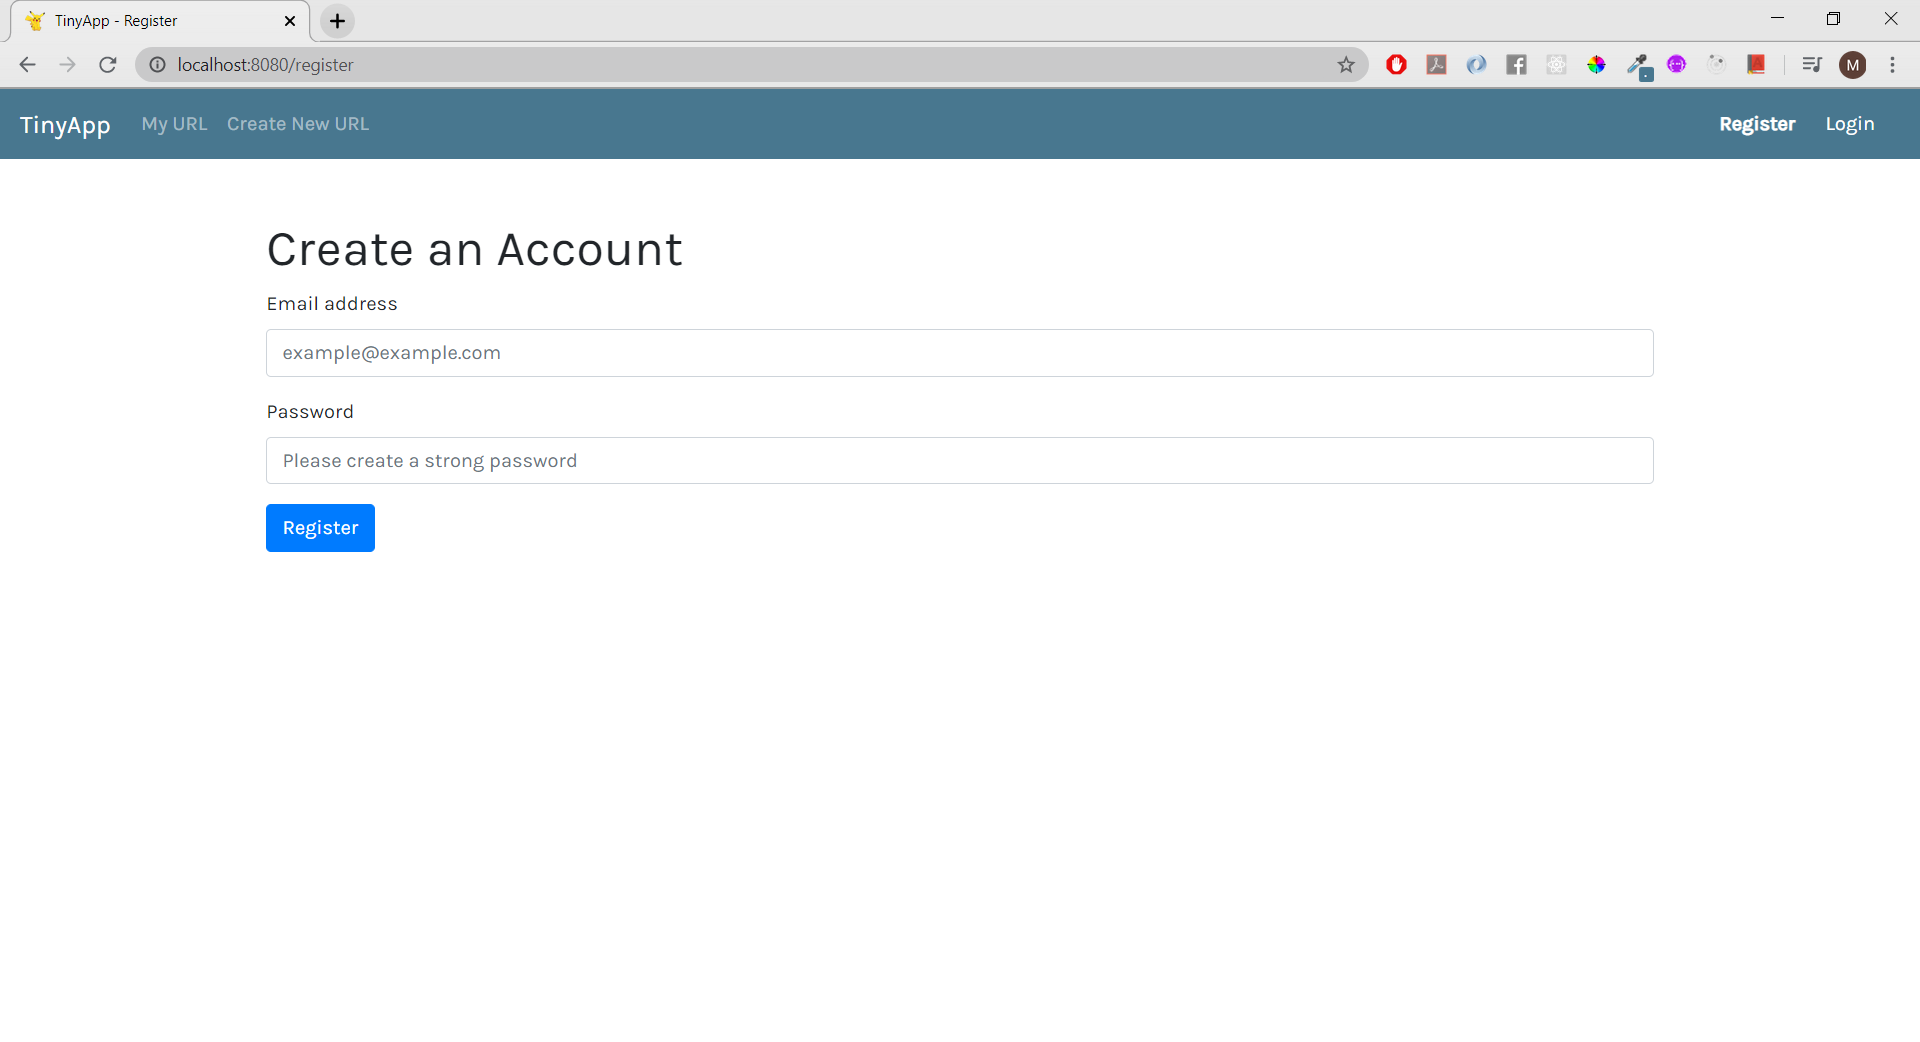 TinyApp - Register
localhost:8080/register
M
TinyApp My URL Create New URL Register Login
Create an Account
Email address
example@example.com
Password
Please create a strong password
Register